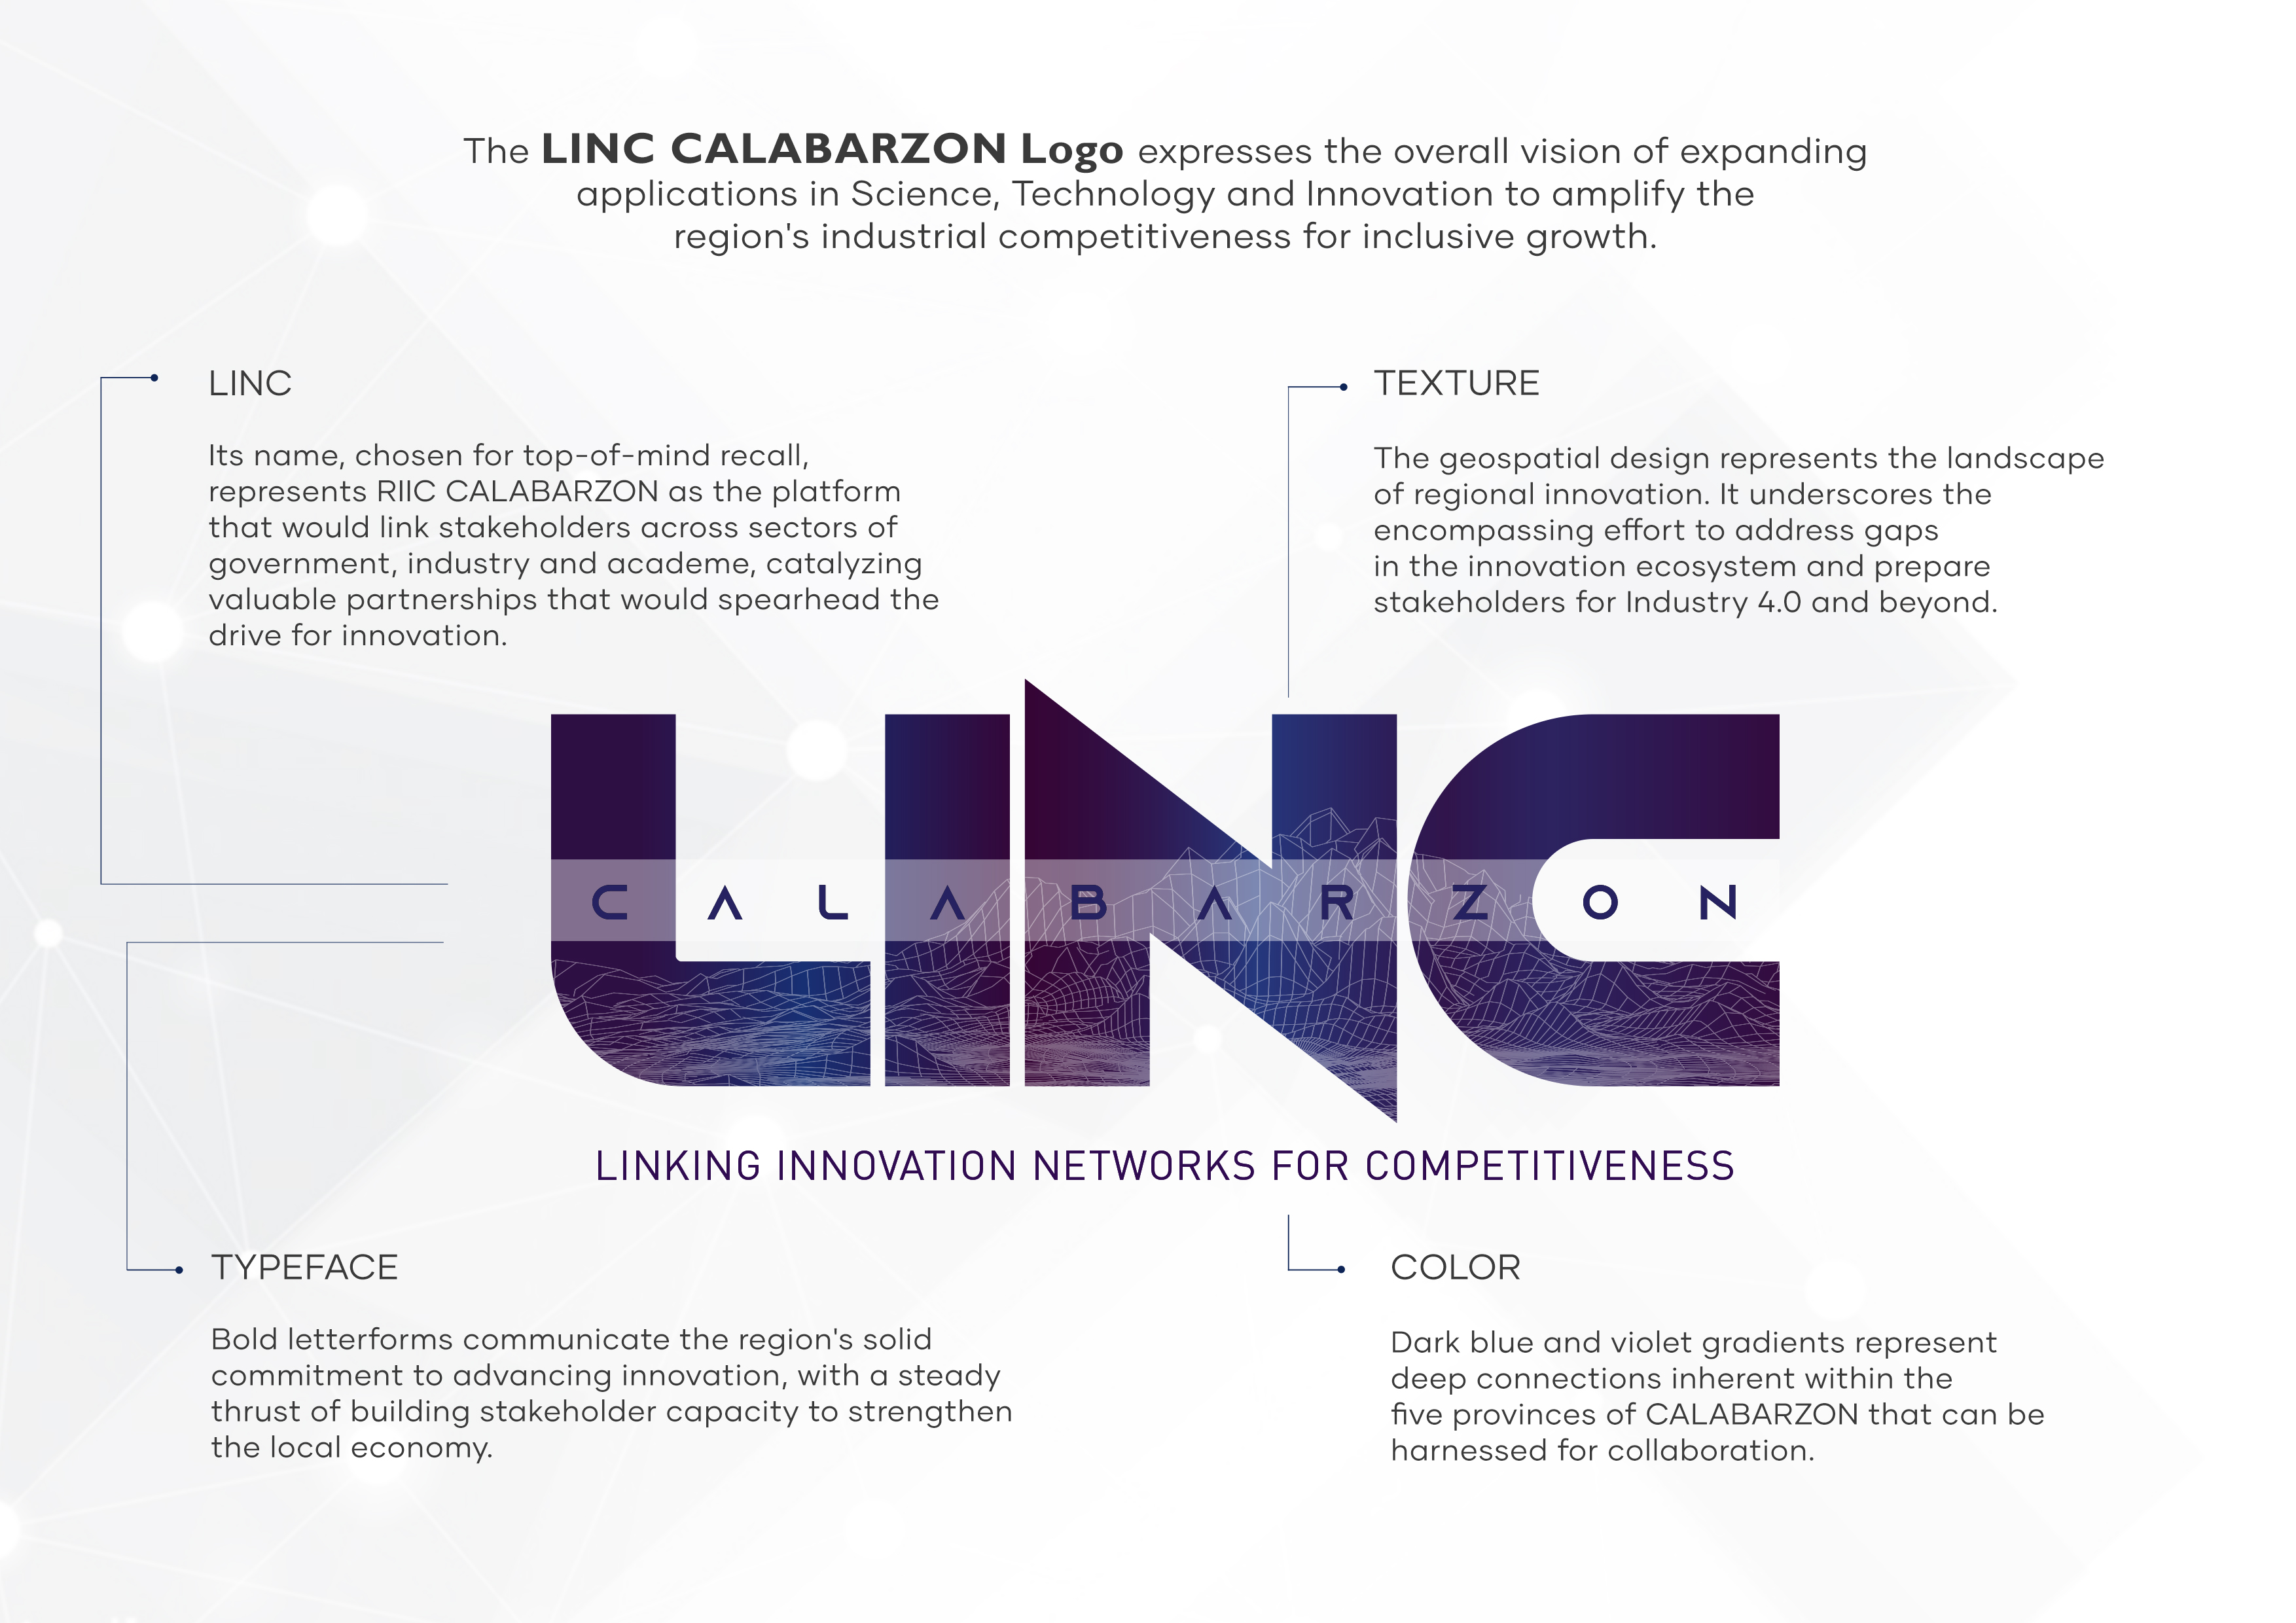 The LINC CALABARZON Logo expresses the overall vision of expanding
applications in Science, Technology and Innovation to amplify the
region's industrial competitiveness for inclusive growth.
LINC
Its name, chosen for top-of-mind recall,
represents RIIC CALABARZON as the platform
that would link stakeholders across sectors of
government, industry and academe, catalyzing
valuable partnerships that would spearhead the
drive for innovation.
TEXTURE
The geospatial design represents the landscape
of regional innovation. It underscores the
encompassing effort to address gaps
in the innovation ecosystem and prepare
stakeholders for Industry 4.0 and beyond.
LINC
CALABARZON
LINKING INNOVATION NETWORKS FOR COMPETITIVENESS
TYPEFACE
Bold letterforms communicate the region's solid
commitment to advancing innovation, with a steady
thrust of building stakeholder capacity to strengthen
the local economy.
COLOR
Dark blue and violet gradients represent
deep connections inherent within the
five provinces of CALABARZON that can be
harnessed for collaboration.